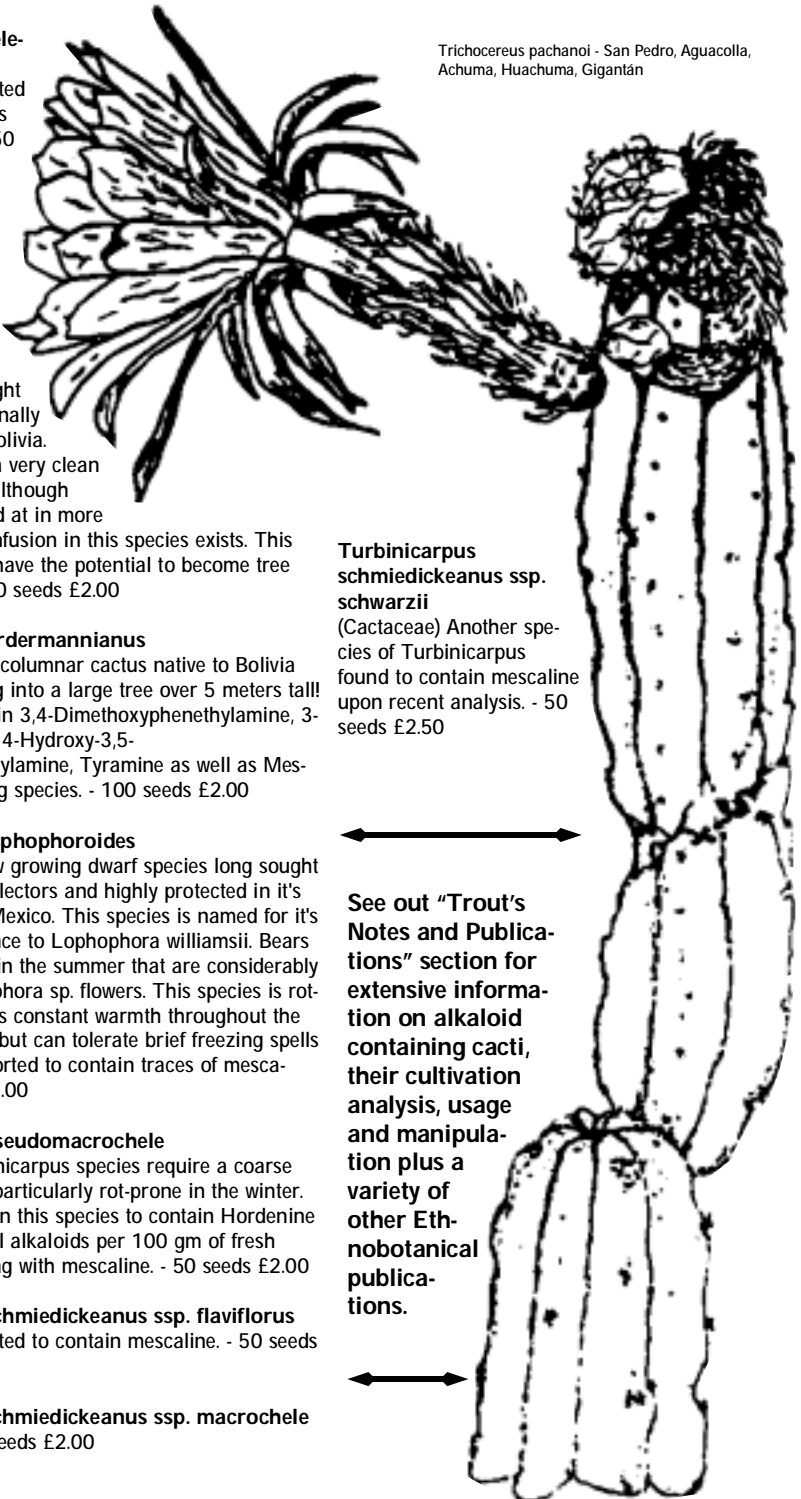 ele-
ted
s
50
ght
nally
olivia.
very clean
lthough
d at in more
nfusion in this species exists. This
have the potential to become tree
0 seeds £2.00
rdermannianus
columnar cactus native to Bolivia
g into a large tree over 5 meters tall!
in 3,4-Dimethoxyphenethylamine, 3-
4-Hydroxy-3,5-
ylamine, Tyramine as well as Mes-
g species. - 100 seeds £2.00
phophoroides
w growing dwarf species long sought
llectors and highly protected in it's
Mexico. This species is named for it's
nce to Lophophora williamsii. Bears
in the summer that are considerably
phora sp. flowers. This species is rot-
s constant warmth throughout the
but can tolerate brief freezing spells
orted to contain traces of mesca-
.00
seudomacrochele
nicarpus species require a coarse
particularly rot-prone in the winter.
n this species to contain Hordenine
l alkaloids per 100 gm of fresh
ng with mescaline. - 50 seeds £2.00
chmiedickeanus ssp. flaviflorus
ted to contain mescaline. - 50 seeds
chmiedickeanus ssp. macrochele
eeds £2.00
Trichocereus pachanoi - San Pedro, Aguacolla,
Achuma, Huachuma, Gigantán
Turbinicarpus
schmiedickeanus ssp.
schwarzii
(Cactaceae) Another spe-
cies of Turbinicarpus
found to contain mescaline
upon recent analysis. - 50
seeds £2.50
See out "Trout's
Notes and Publica-
tions" section for
extensive informa-
tion on alkaloid
containing cacti,
their cultivation
analysis, usage
and manipula-
tion plus a
variety of
other Eth-
nobotanical
publica-
tions.